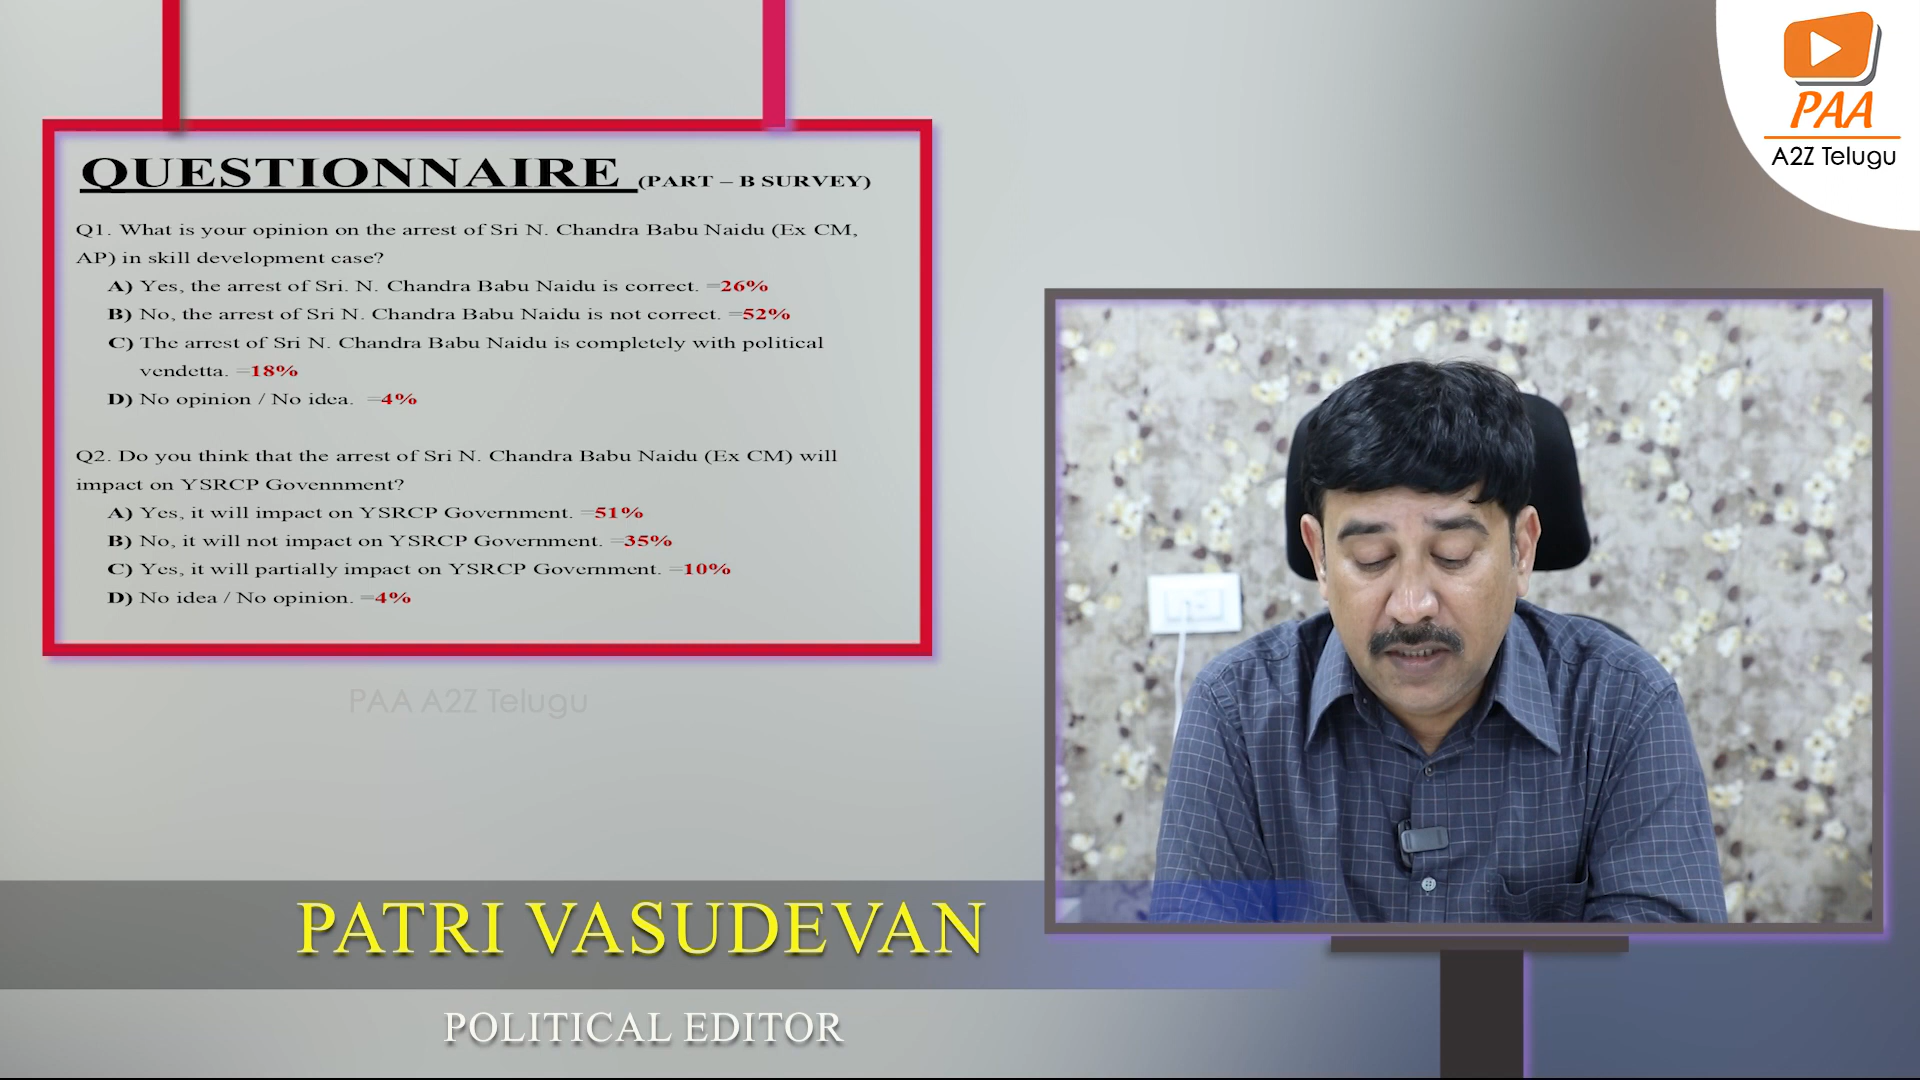 PAA
A2Z Telugu
QUESTIONNAIRE (PART – B SURVEY)
Q1. What is your opinion on the arrest of Sri N. Chandra Babu Naidu (Ex CM,
AP) in skill development case?
A) Yes, the arrest of Sri. N. Chandra Babu Naidu is correct. =26%
B) No, the arrest of Sri N. Chandra Babu Naidu is not correct. =52%
C) The arrest of Sri N. Chandra Babu Naidu is completely with political
vendetta. =18%
D) No opinion / No idea. =4%
Q2. Do you think that the arrest of Sri N. Chandra Babu Naidu (Ex CM) will
impact on YSRCP Govennment?
A) Yes, it will impact on YSRCP Government. =51%
B) No, it will not impact on YSRCP Government. =35%
C) Yes, it will partially impact on YSRCP Government. =10%
D) No idea / No opinion. =4%
PAA A2Z Telugu
PATRI VASUDEVAN
POLITICAL EDITOR